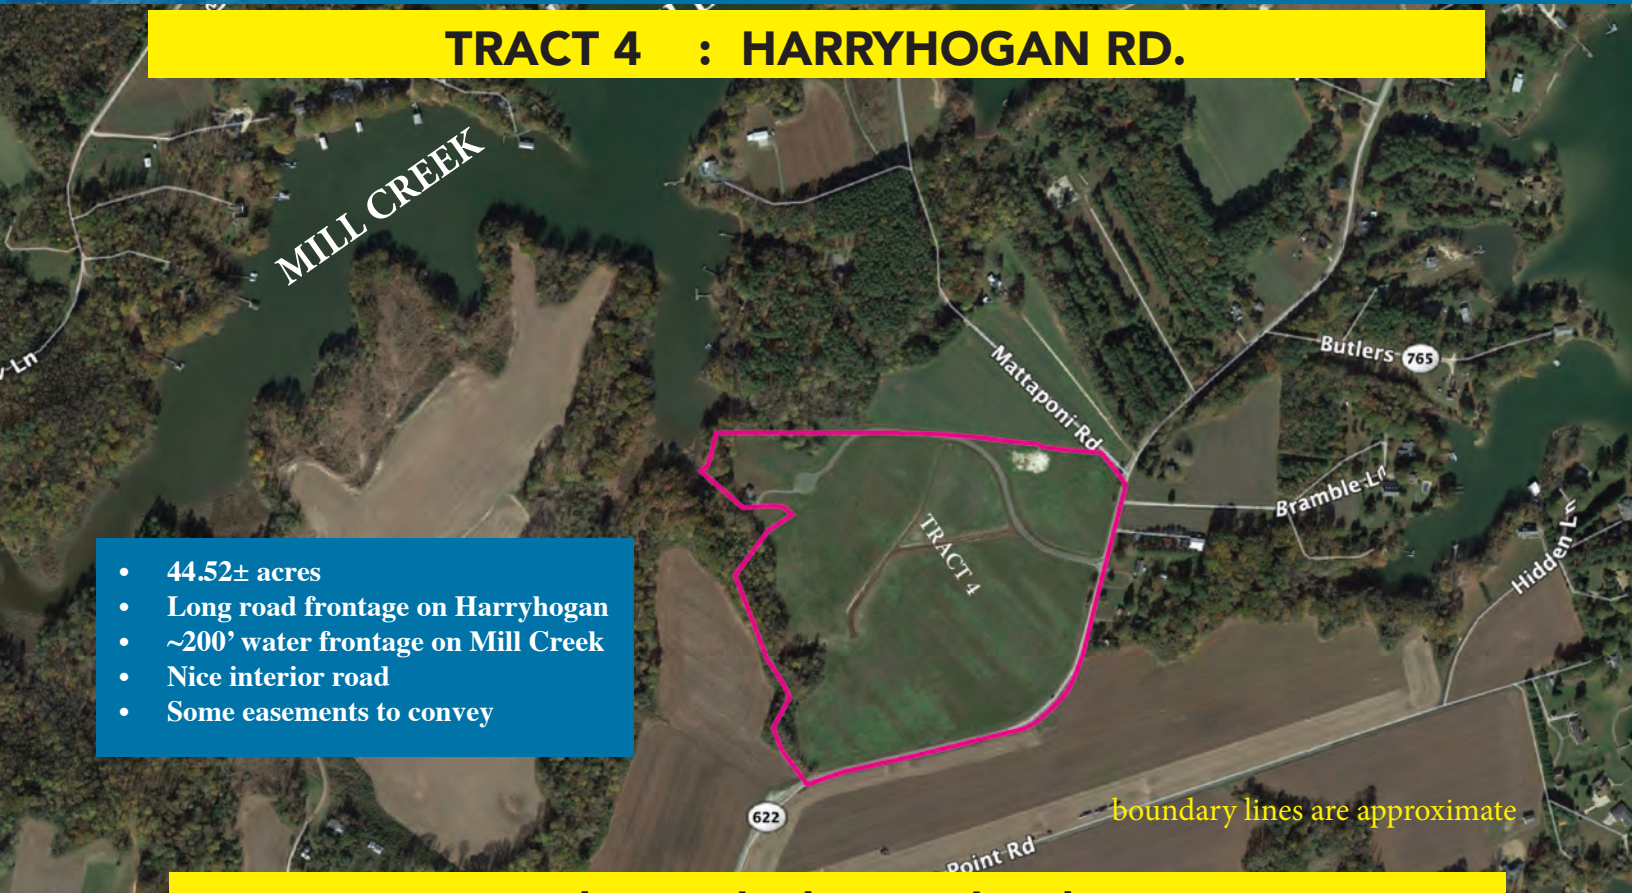 TRACT 4 : HARRYHOGAN RD.
MILL CREEK
Ln
Mattaponi Rd
Butlers 765
Bramble Ln
Hidden Ln
TRACT 4
• 44.52± acres
• Long road frontage on Harryhogan
• ~200’ water frontage on Mill Creek
• Nice interior road
• Some easements to convey
622
boundary lines are approximate
Point Rd